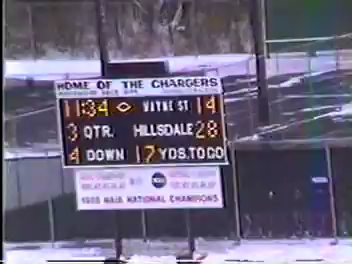 HOME OF THE CHARGERS
11:34 WAYNE ST 14
3 QTR. HILLSDALE 28
4 DOWN 17 YDS.TO GO
NAIA NATIONAL CHAMPIONS